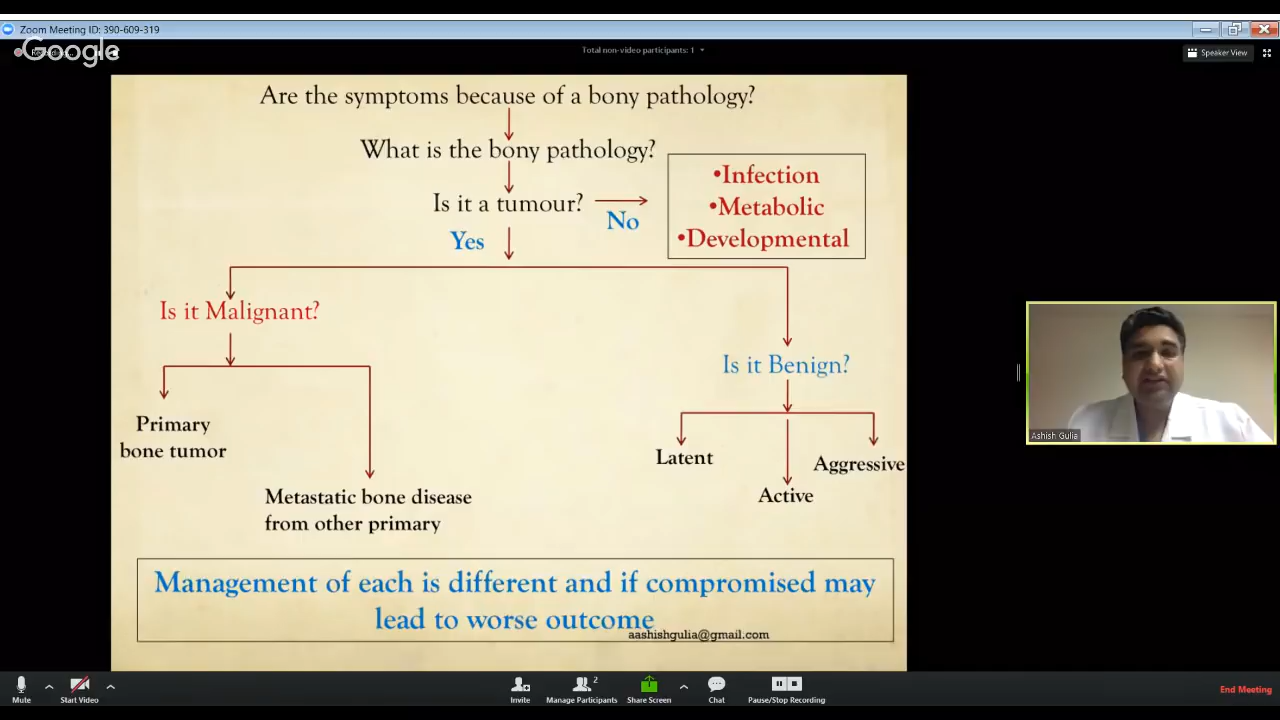 Zoom Meeting ID: 390-609-319
Google
Total non-video participants: 1
Speaker View
Are the symptoms because of a bony pathology?
What is the bony pathology?
Is it a tumour?
No
•Infection
•Metabolic
•Developmental
Yes
Is it Malignant?
Is it Benign?
Primary
bone tumor
Metastatic bone disease
from other primary
Latent
Active
Aggressive
Management of each is different and if compromised may
lead to worse outcome
aashishgulia@gmail.com
Ashish Gulia
Mute
Start Video
Invite
2
Manage Participants
Share Screen
Chat
Pause/Stop Recording
End Meeting